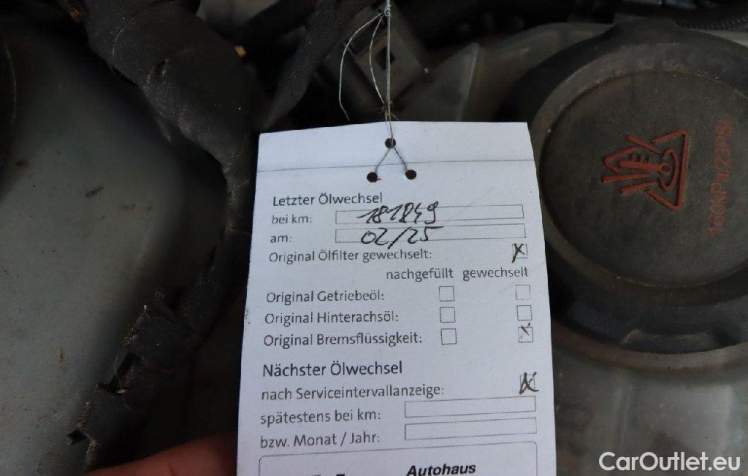 Letzter Ölwechsel
bei km: 181849
am: 02/25
Original Ölfilter gewechselt: x
nachgefüllt gewechselt
Original Getriebeöl:
Original Hinterachsöl:
Original Bremsflüssigkeit: x
Nächster Ölwechsel
nach Serviceintervallanzeige: x
spätestens bei km:
bzw. Monat / Jahr:
Autohaus
CarOutlet.eu